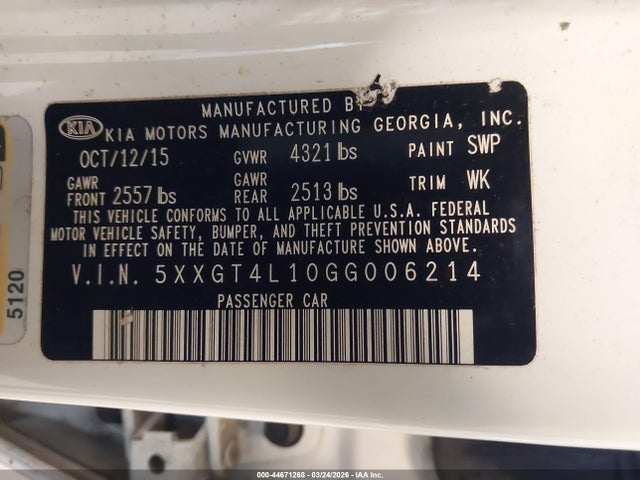 MANUFACTURED BY
KIA KIA MOTORS MANUFACTURING GEORGIA, INC.
OCT/12/15 GVWR 4321 lbs PAINT SWP
GAWR FRONT 2557 lbs GAWR REAR 2513 lbs TRIM WK
THIS VEHICLE CONFORMS TO ALL APPLICABLE U.S.A. FEDERAL
MOTOR VEHICLE SAFETY, BUMPER, AND THEFT PREVENTION STANDARDS
IN EFFECT ON THE DATE OF MANUFACTURE SHOWN ABOVE.
V.I.N. 5XXGT4L10GG006214
PASSENGER CAR
5120
000-44671268 - 03/24/2026 - IAA Inc.